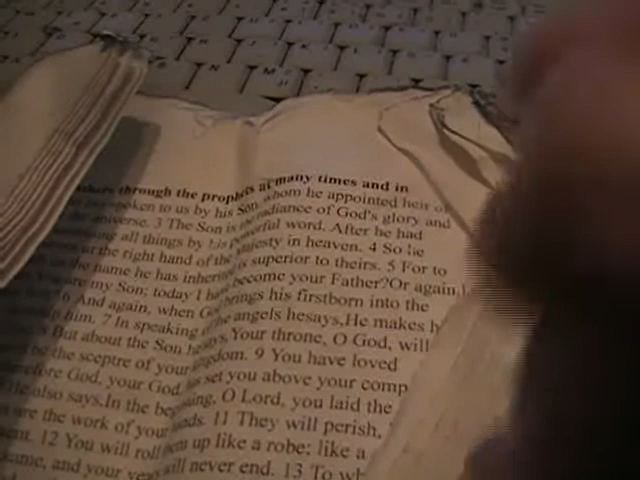 through the prophets at many times and in
spoken to us by his Son, whom he appointed heir of
universe. 3 The Son is the radiance of God's glory and
all things by his powerful word. After he had
at the right hand of the Majesty in heaven. 4 So he
the name he has inherited is superior to theirs. 5 For to
are my Son; today I have become your Father?Or again,
6 And again, when God brings his firstborn into the
him. 7 In speaking of the angels hesays,He makes h
But about the Son hesays, Your throne, O God, will
be the sceptre of your kingdom. 9 You have loved
God, your God, has set you above your comp
He also says,In the beginning, O Lord, you laid the
are the work of your hands. 11 They will perish,
12 You will roll them up like a robe; like a
same, and your years will never end. 13 To wh